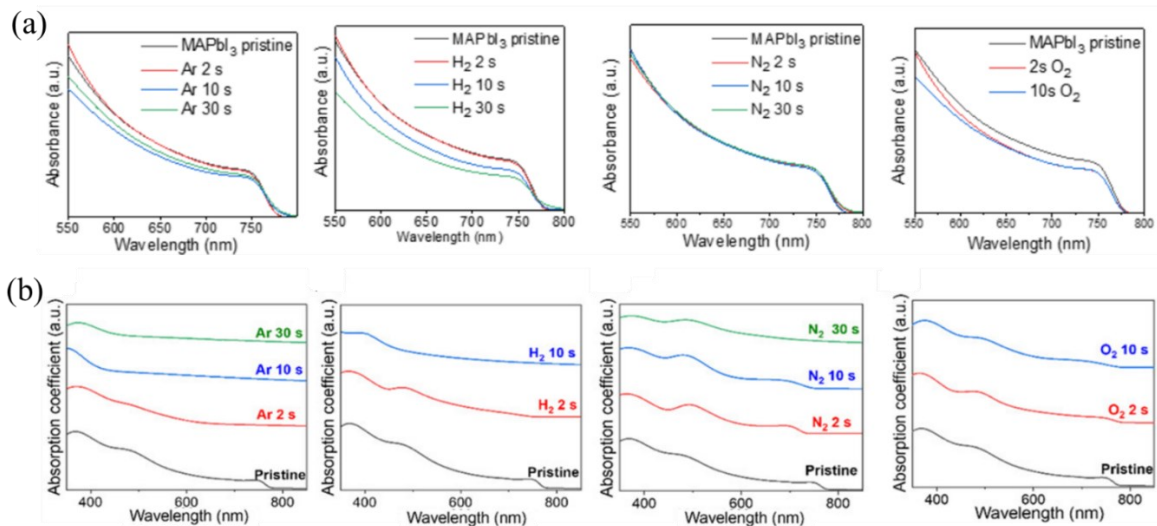 (a)
Absorbance (a.u.)
MAPbI₃ pristine
Ar 2 s
Ar 10 s
Ar 30 s
550 600 650 700 750
Wavelength (nm)
Absorbance (a.u.)
MAPbI₃ pristine
H₂ 2 s
H₂ 10 s
H₂ 30 s
550 600 650 700 750 800
Wavelength (nm)
Absorbance (a.u.)
MAPbI₃ pristine
N₂ 2 s
N₂ 10 s
N₂ 30 s
550 600 650 700 750 800
Wavelength (nm)
Absorbance (a.u.)
MAPbI₃ pristine
2s O₂
10s O₂
550 600 650 700 750 800
Wavelength (nm)
(b)
Absorption coefficient (a.u.)
Ar 30 s
Ar 10 s
Ar 2 s
Pristine
400 600 800
Wavelength (nm)
Absorption coefficient (a.u.)
H₂ 10 s
H₂ 2 s
Pristine
400 600 800
Wavelength (nm)
Absorption coefficient (a.u.)
N₂ 30 s
N₂ 10 s
N₂ 2 s
Pristine
400 600 800
Wavelength (nm)
Absorption coefficient (a.u.)
O₂ 10 s
O₂ 2 s
Pristine
400 600 800
Wavelength (nm)